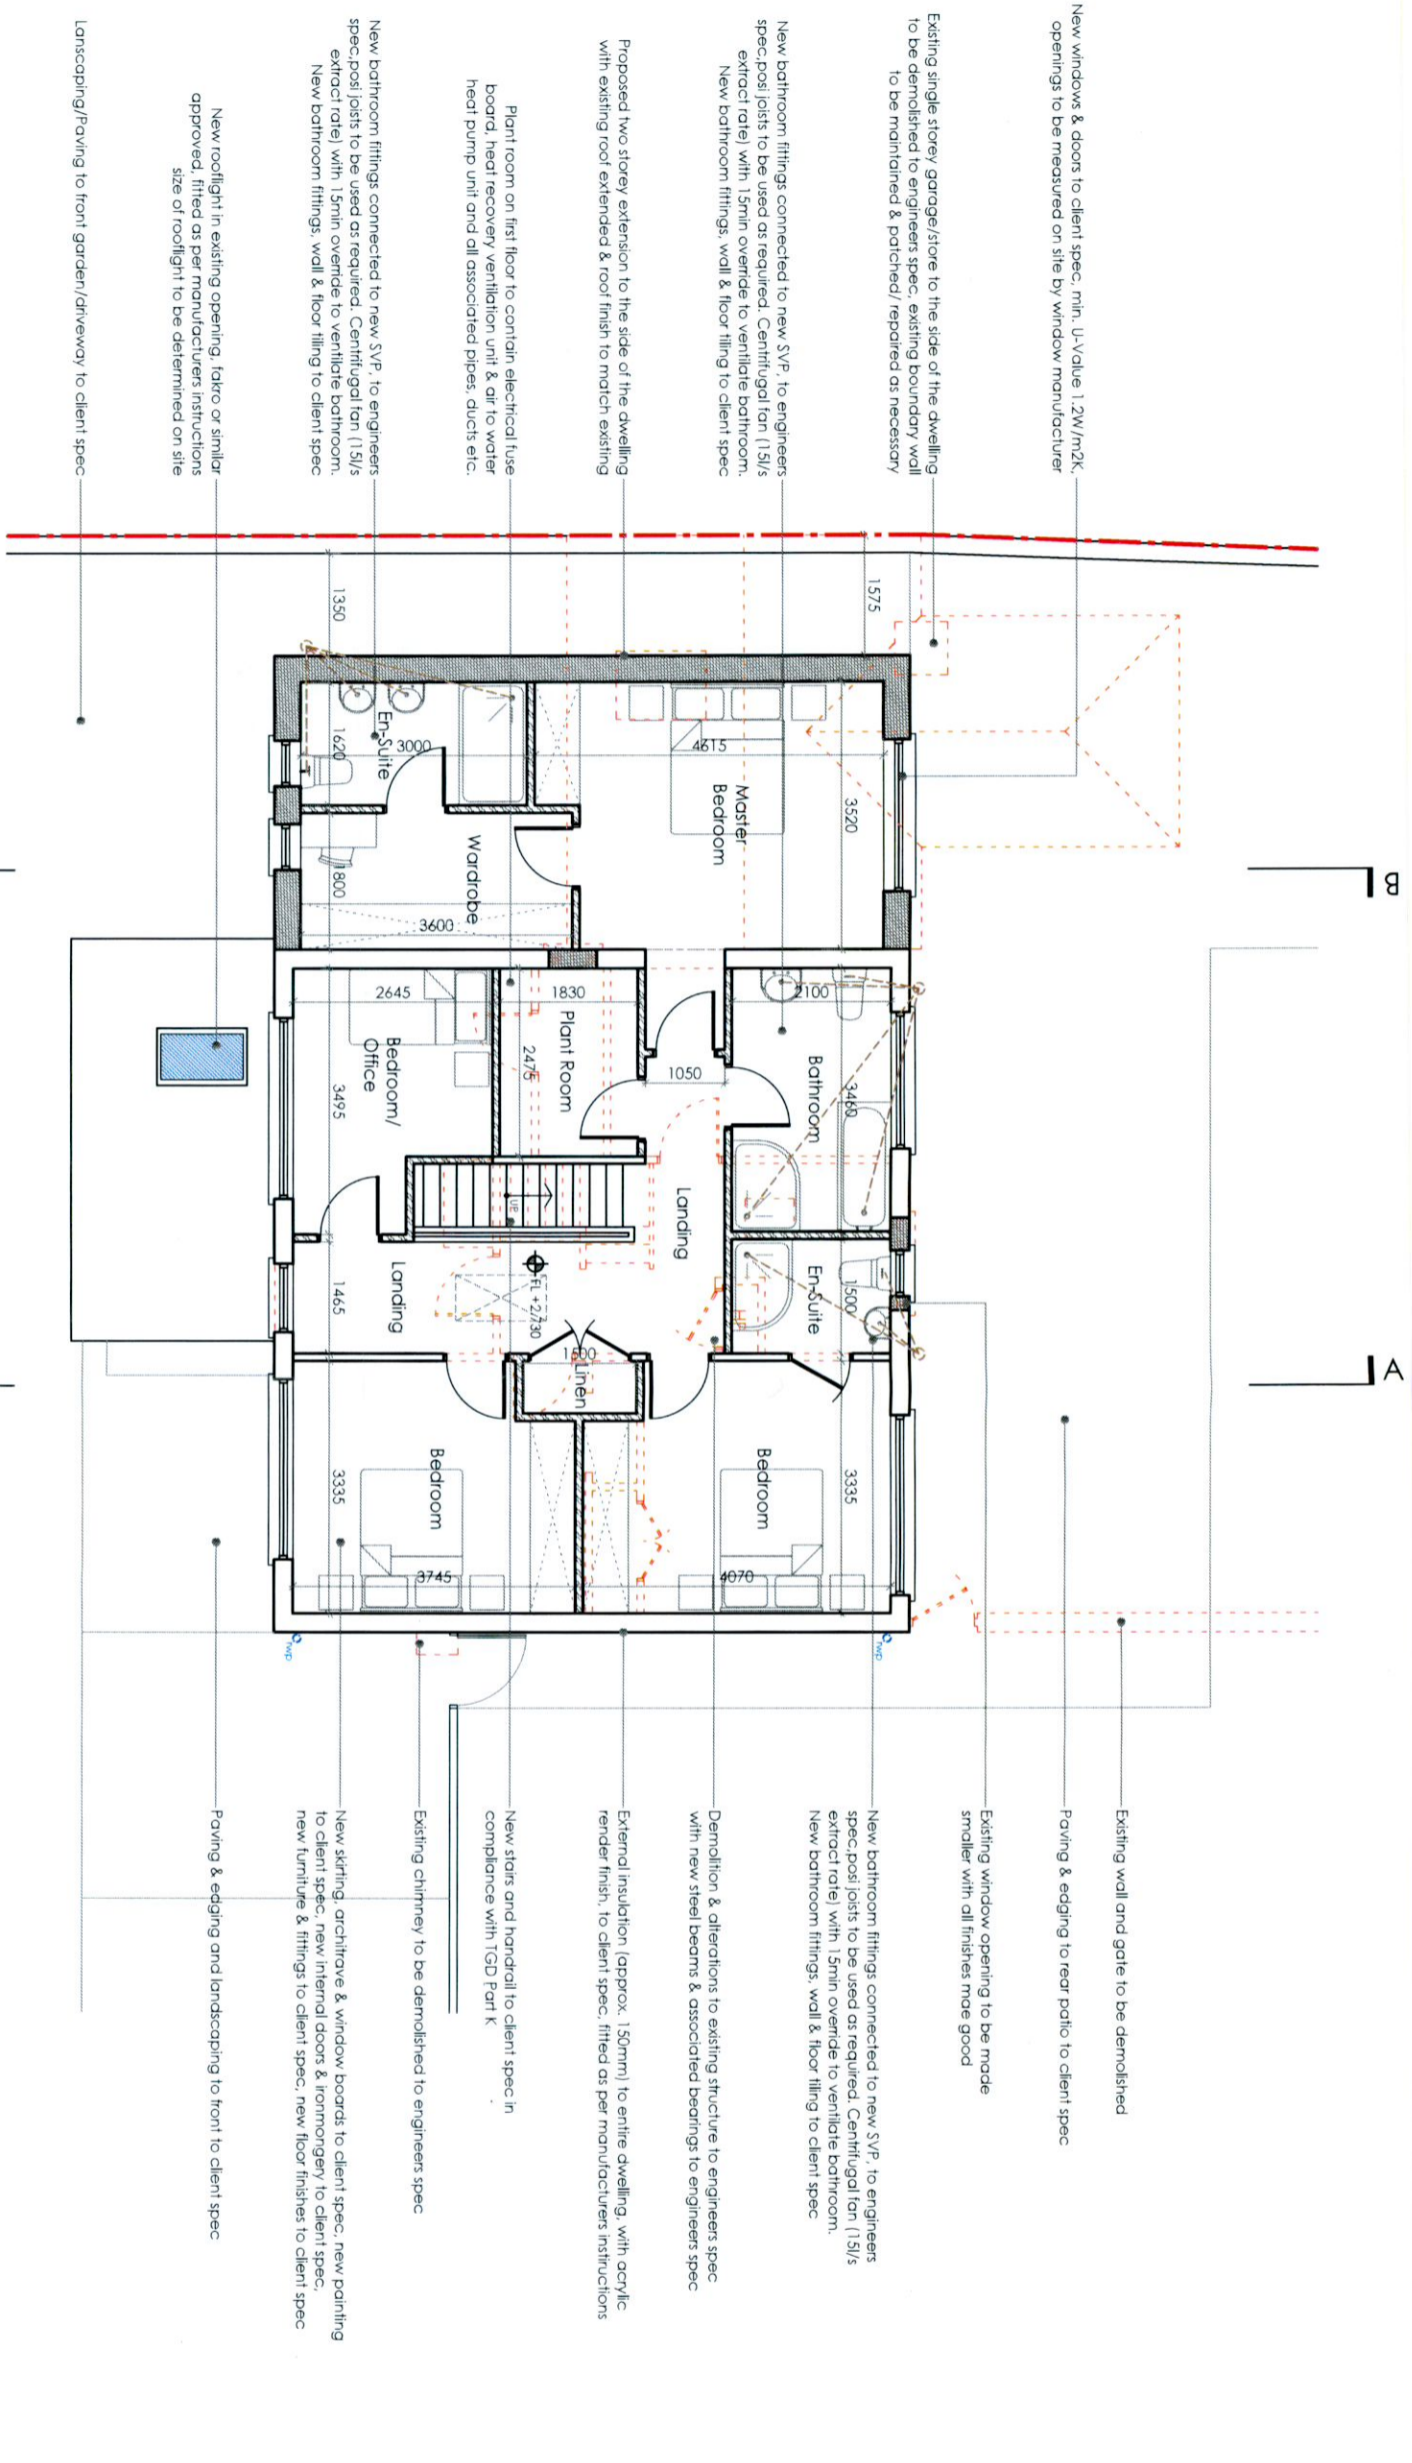 New windows & doors to client spec, min. U-Value 1.2W/m2K,
openings to be measured on site by window manufacturer
Existing single storey garage/store to the side of the dwelling
to be demolished to engineers spec, existing boundary wall
to be maintained & patched/ repaired as necessary
New bathroom fittings connected to new SVP, to engineers
spec,posi joists to be used as required. Centrifugal fan (15l/s
extract rate) with 15min override to ventilate bathroom.
New bathroom fittings, wall & floor tiling to client spec
Proposed two storey extension to the side of the dwelling
with existing roof extended & roof finish to match existing
Plant room on first floor to contain electrical fuse
board, heat recovery ventilation unit & air to water
heat pump unit and all associated pipes, ducts etc.
New bathroom fittings connected to new SVP, to engineers
spec,posi joists to be used as required. Centrifugal fan (15l/s
extract rate) with 15min override to ventilate bathroom.
New bathroom fittings, wall & floor tiling to client spec
New rooflight in existing opening, fakro or similar
approved, fitted as per manufacturers instructions
size of rooflight to be determined on site
Lanscaping/Paving to front garden/driveway to client spec
B
A
1575
1350
Master
Bedroom
3520
4615
En-Suite
3000
1620
Wardrobe
1800
3600
Bathroom
2100
3460
1050
Plant Room
1830
2475
Bedroom/
Office
2645
3495
Landing
UP
En-Suite
1500
HP
FL +2.730
Landing
1465
1500
Linen
Bedroom
3335
4070
Bedroom
3335
3745
rwp
rwp
Existing wall and gate to be demolished
Paving & edging to rear patio to client spec
Existing window opening to be made
smaller with all finishes mae good
New bathroom fittings connected to new SVP, to engineers
spec,posi joists to be used as required. Centrifugal fan (15l/s
extract rate) with 15min override to ventilate bathroom.
New bathroom fittings, wall & floor tiling to client spec
Demolition & alterations to existing structure to engineers spec
with new steel beams & associated bearings to engineers spec
External insulation (approx. 150mm) to entire dwelling, with acrylic
render finish, to client spec, fitted as per manufacturers instiructions
New stairs and handrail to client spec in
compliance with TGD Part K
Existing chimney to be demolished to engineers spec
New skirting, architrave & window boards to client spec, new painting
to client spec, new internal doors & ironmongery to client spec,
new furniture & fittings to client spec, new floor finishes to client spec
Paving & edging and landscaping to front to client spec